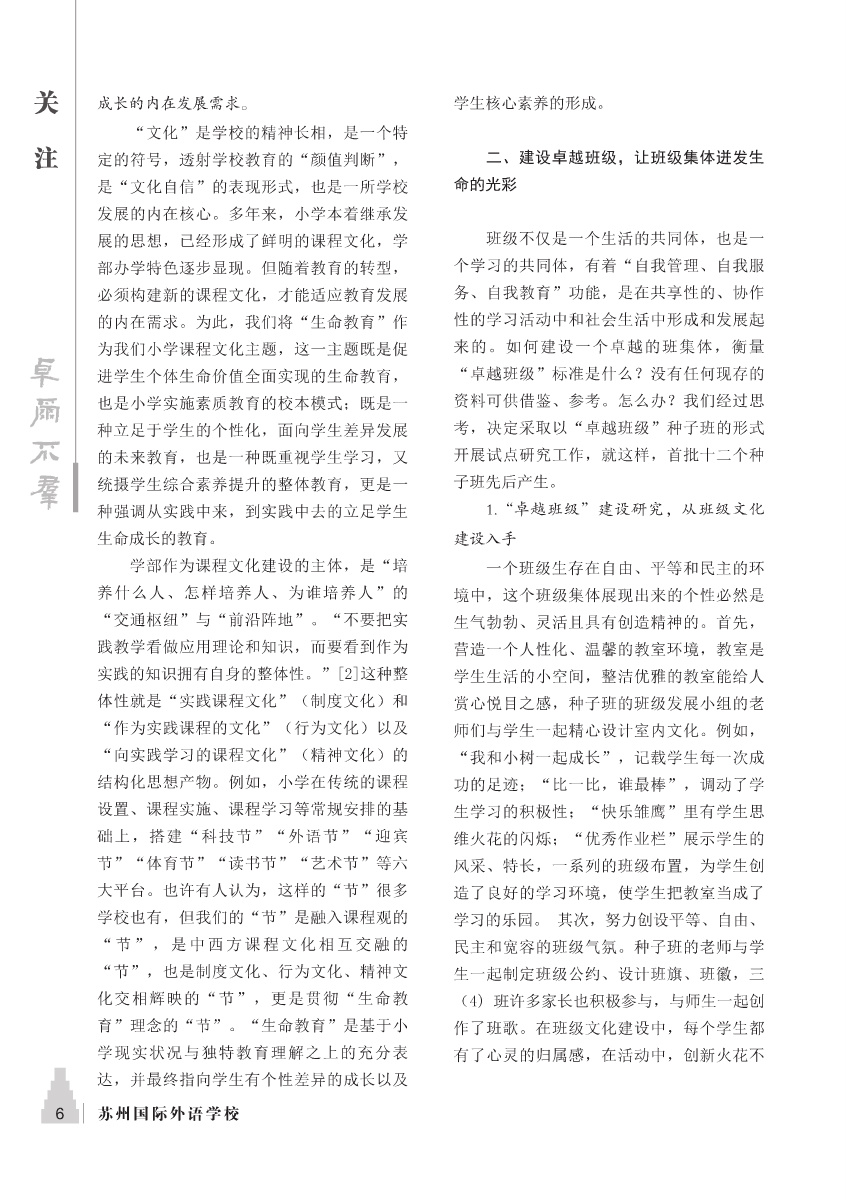 关
注
卓尔不群
成长的内在发展需求。
“文化”是学校的精神长相，是一个特
定的符号，透射学校教育的“颜值判断”，
是“文化自信”的表现形式，也是一所学校
发展的内在核心。多年来，小学本着继承发
展的思想，已经形成了鲜明的课程文化，学
部办学特色逐步显现。但随着教育的转型，
必须构建新的课程文化，才能适应教育发展
的内在需求。为此，我们将“生命教育”作
为我们小学课程文化主题，这一主题既是促
进学生个体生命价值全面实现的生命教育，
也是小学实施素质教育的校本模式；既是一
种立足于学生的个性化，面向学生差异发展
的未来教育，也是一种既重视学生学习，又
统摄学生综合素养提升的整体教育，更是一
种强调从实践中来，到实践中去的立足学生
生命成长的教育。
学部作为课程文化建设的主体，是“培
养什么人、怎样培养人、为谁培养人”的
“交通枢纽”与“前沿阵地”。“不要把实
践教学看做应用理论和知识，而要看到作为
实践的知识拥有自身的整体性。”[2]这种整
体性就是“实践课程文化”（制度文化）和
“作为实践课程的文化”（行为文化）以及
“向实践学习的课程文化”（精神文化）的
结构化思想产物。例如，小学在传统的课程
设置、课程实施、课程学习等常规安排的基
础上，搭建“科技节”“外语节”“迎宾
节”“体育节”“读书节”“艺术节”等六
大平台。也许有人认为，这样的“节”很多
学校也有，但我们的“节”是融入课程观的
“节”，是中西方课程文化相互交融的
“节”，也是制度文化、行为文化、精神文
化交相辉映的“节”，更是贯彻“生命教
育”理念的“节”。“生命教育”是基于小
学现实状况与独特教育理解之上的充分表
达，并最终指向学生有个性差异的成长以及
学生核心素养的形成。
二、建设卓越班级，让班级集体迸发生
命的光彩
班级不仅是一个生活的共同体，也是一
个学习的共同体，有着“自我管理、自我服
务、自我教育”功能，是在共享性的、协作
性的学习活动中和社会生活中形成和发展起
来的。如何建设一个卓越的班集体，衡量
“卓越班级”标准是什么？没有任何现存的
资料可供借鉴、参考。怎么办？我们经过思
考，决定采取以“卓越班级”种子班的形式
开展试点研究工作，就这样，首批十二个种
子班先后产生。
1.“卓越班级”建设研究，从班级文化
建设入手
一个班级生存在自由、平等和民主的环
境中，这个班级集体展现出来的个性必然是
生气勃勃、灵活且具有创造精神的。首先，
营造一个人性化、温馨的教室环境，教室是
学生生活的小空间，整洁优雅的教室能给人
赏心悦目之感，种子班的班级发展小组的老
师们与学生一起精心设计室内文化。例如，
“我和小树一起成长”，记载学生每一次成
功的足迹；“比一比，谁最棒”，调动了学
生学习的积极性；“快乐雏鹰”里有学生思
维火花的闪烁；“优秀作业栏”展示学生的
风采、特长，一系列的班级布置，为学生创
造了良好的学习环境，使学生把教室当成了
学习的乐园。 其次，努力创设平等、自由、
民主和宽容的班级气氛。种子班的老师与学
生一起制定班级公约、设计班旗、班徽，三
（4）班许多家长也积极参与，与师生一起创
作了班歌。在班级文化建设中，每个学生都
有了心灵的归属感，在活动中，创新火花不
6
苏州国际外语学校